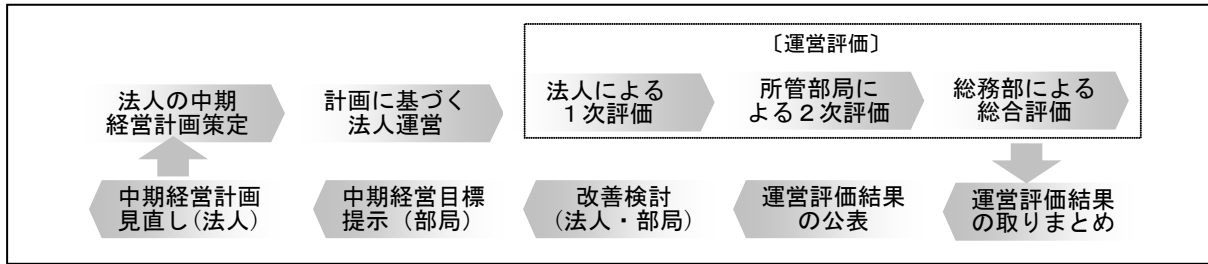 〔運営評価〕
法人の中期
経営計画策定
計画に基づく
法人運営
法人による
１次評価
所管部局に
よる２次評価
総務部による
総合評価
中期経営計画
見直し(法人)
中期経営目標
提示（部局）
改善検討
(法人・部局)
運営評価結果
の公表
運営評価結果
の取りまとめ